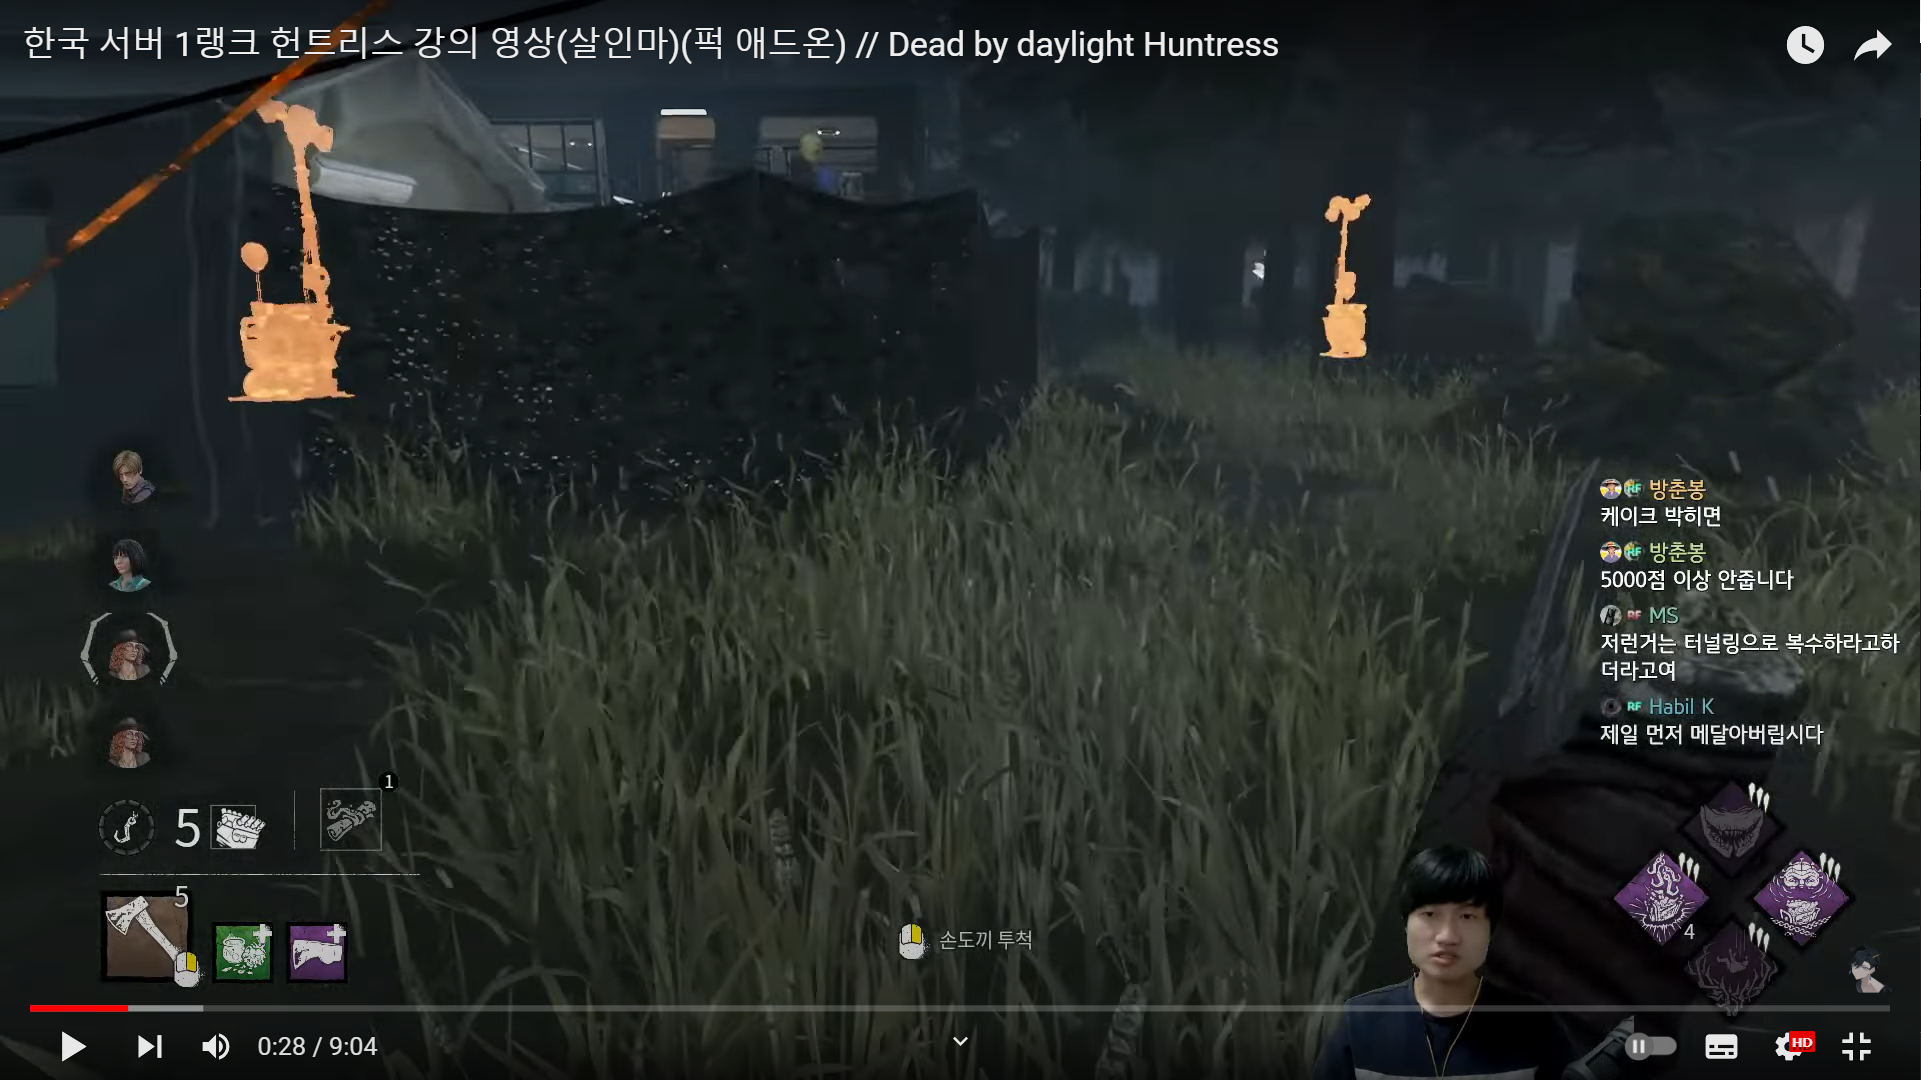 한국 서버 1랭크 헌트리스 강의 영상(살인마)(퍽 애드온) // Dead by daylight Huntress
RF 방춘봉
케이크 박히면
RF 방춘봉
5000점 이상 안줍니다
RF MS
저런거는 터널링으로 복수하라고하
더라고여
RF Habil K
제일 먼저 메달아버립시다
1
5
5
4
손도끼 투척
0:28 / 9:04
HD